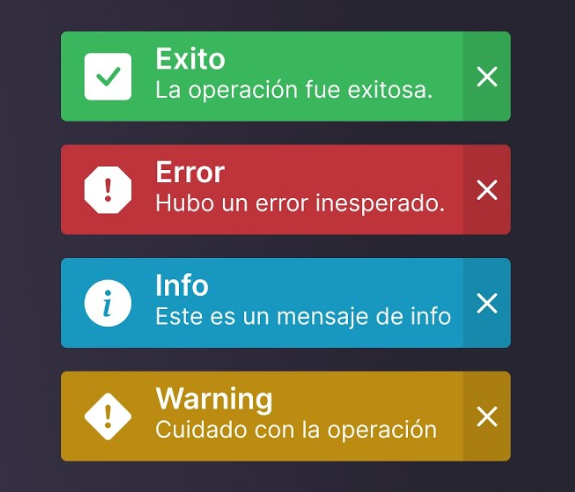 Exito
La operación fue exitosa.
Error
Hubo un error inesperado.
Info
Este es un mensaje de info
Warning
Cuidado con la operación